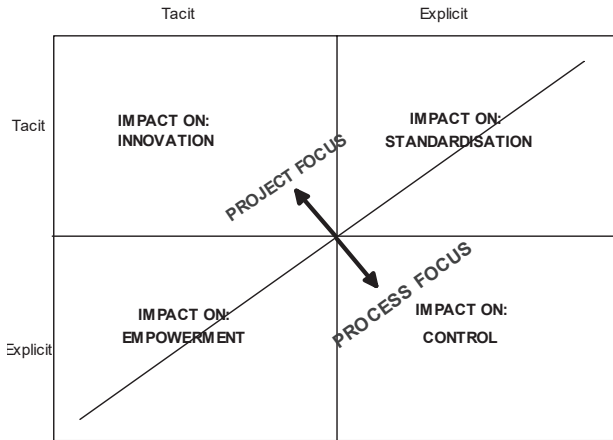 Tacit
Explicit
Tacit
IMPACT ON:
INNOVATION
IMPACT ON:
STANDARDISATION
PROJECT FOCUS
PROCESS FOCUS
Explicit
IMPACT ON:
EMPOWERMENT
IMPACT ON:
CONTROL